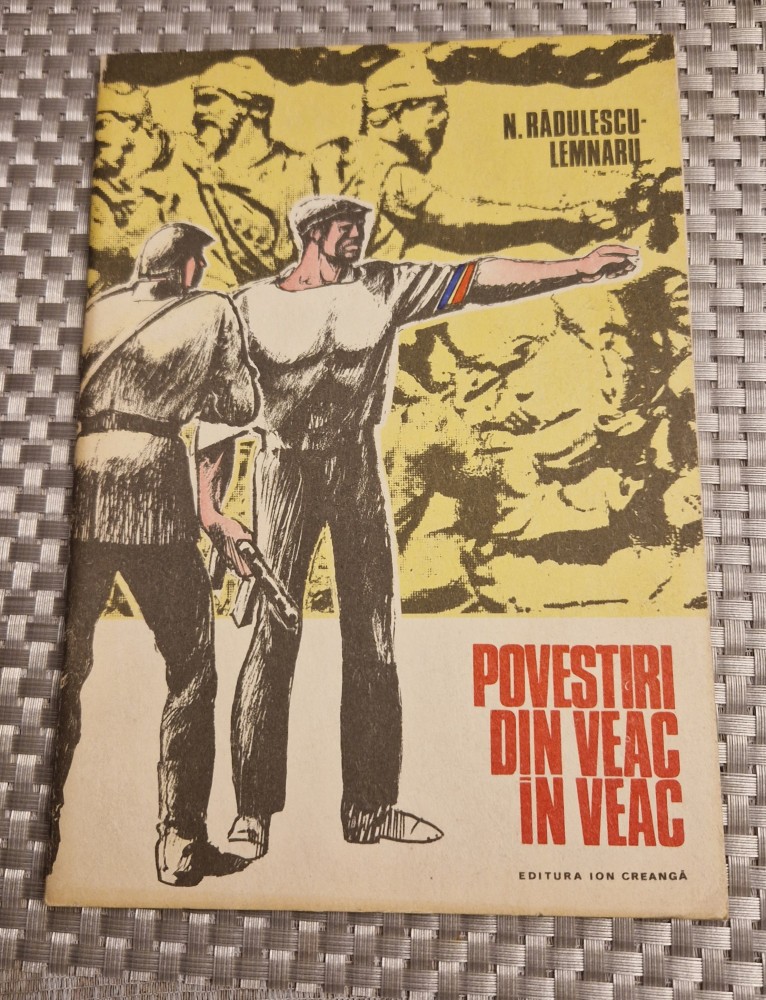 N. RĂDULESCU-
LEMNARU
POVESTIRI
DIN VEAC
ÎN VEAC
EDITURA ION CREANGĂ